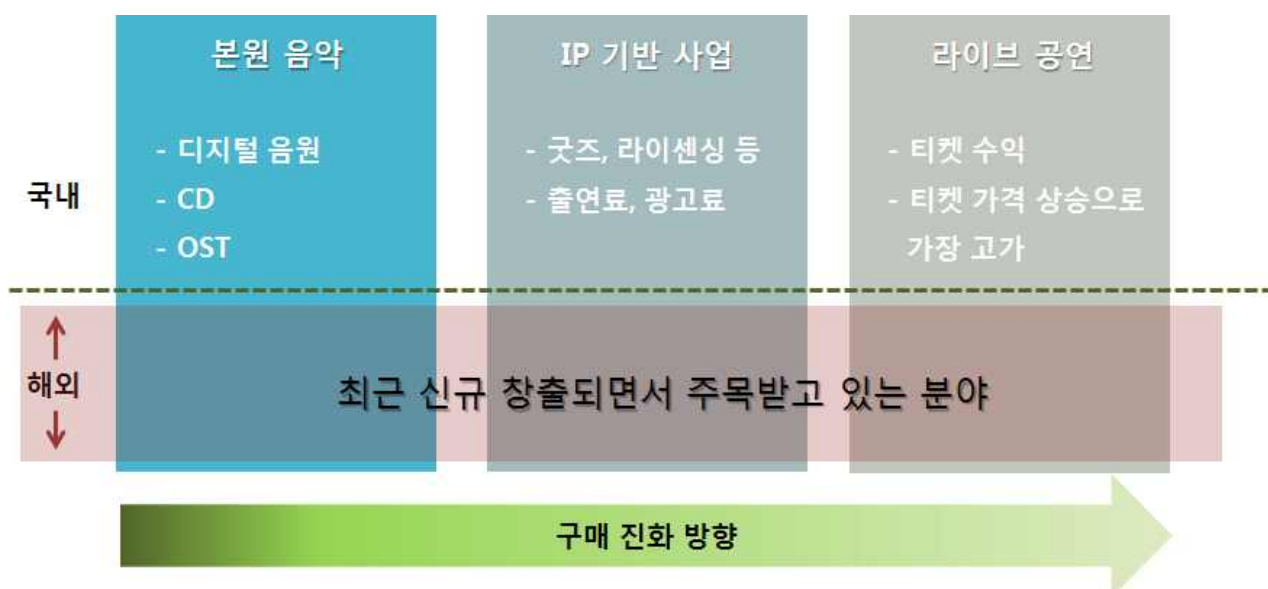 본원 음악
IP 기반 사업
라이브 공연
국내
- 디지털 음원
- CD
- OST
- 굿즈, 라이센싱 등
- 출연료, 광고료
- 티켓 수익
- 티켓 가격 상승으로
가장 고가
해외
최근 신규 창출되면서 주목받고 있는 분야
구매 진화 방향